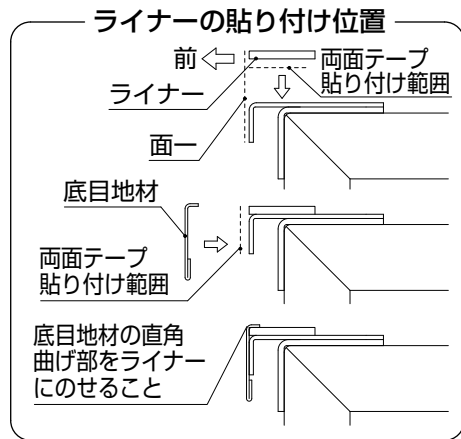 ライナーの貼り付け位置
前
両面テープ
貼り付け範囲
ライナー
面一
底目地材
両面テープ
貼り付け範囲
底目地材の直角
曲げ部をライナー
にのせること